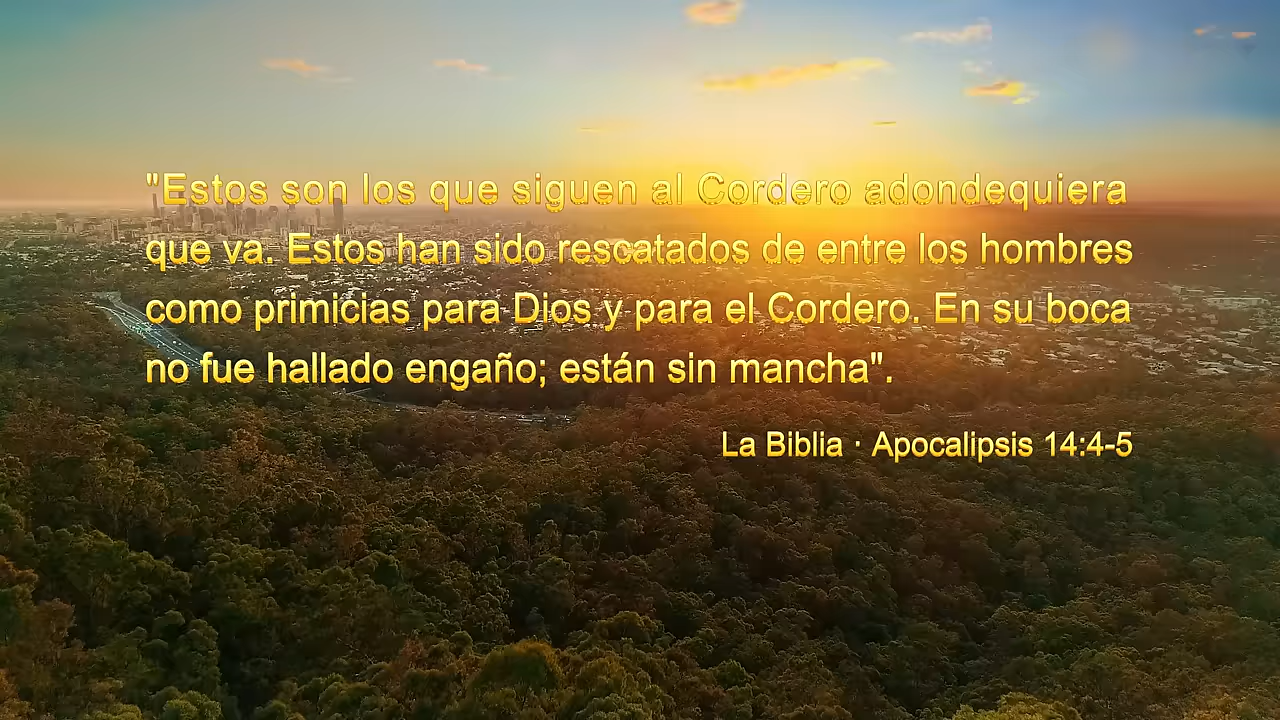 "Estos son los que siguen al Cordero adondequiera
que va. Estos han sido rescatados de entre los hombres
como primicias para Dios y para el Cordero. En su boca
no fue hallado engaño; están sin mancha".
La Biblia · Apocalipsis 14:4-5